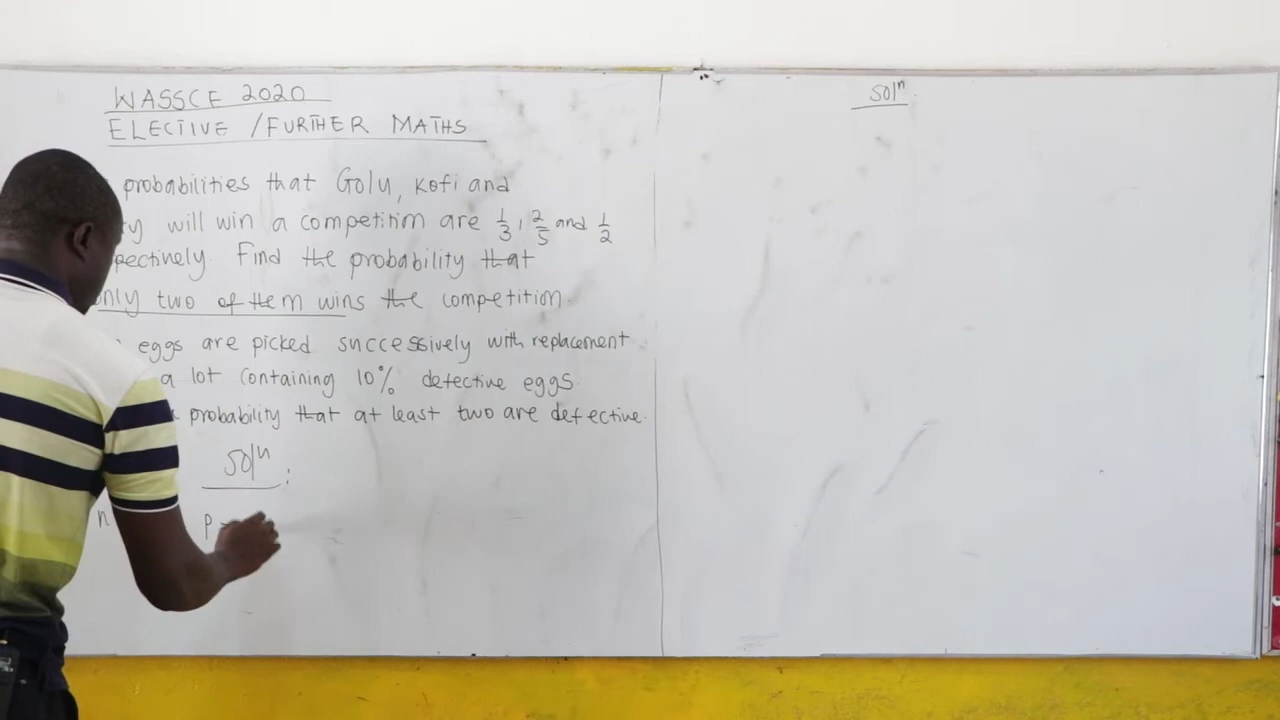 WASSCE 2020
ELECTIVE /FURTHER MATHS
probabilities that Golu, Kofi and
will win a competition are 1/3, 2/5 and 1/2
Find the probability that
only two of them wins the competition.
eggs are picked successively with replacement
a lot containing 10% defective eggs.
probability that at least two are defective.
Solⁿ:
n p
solⁿ